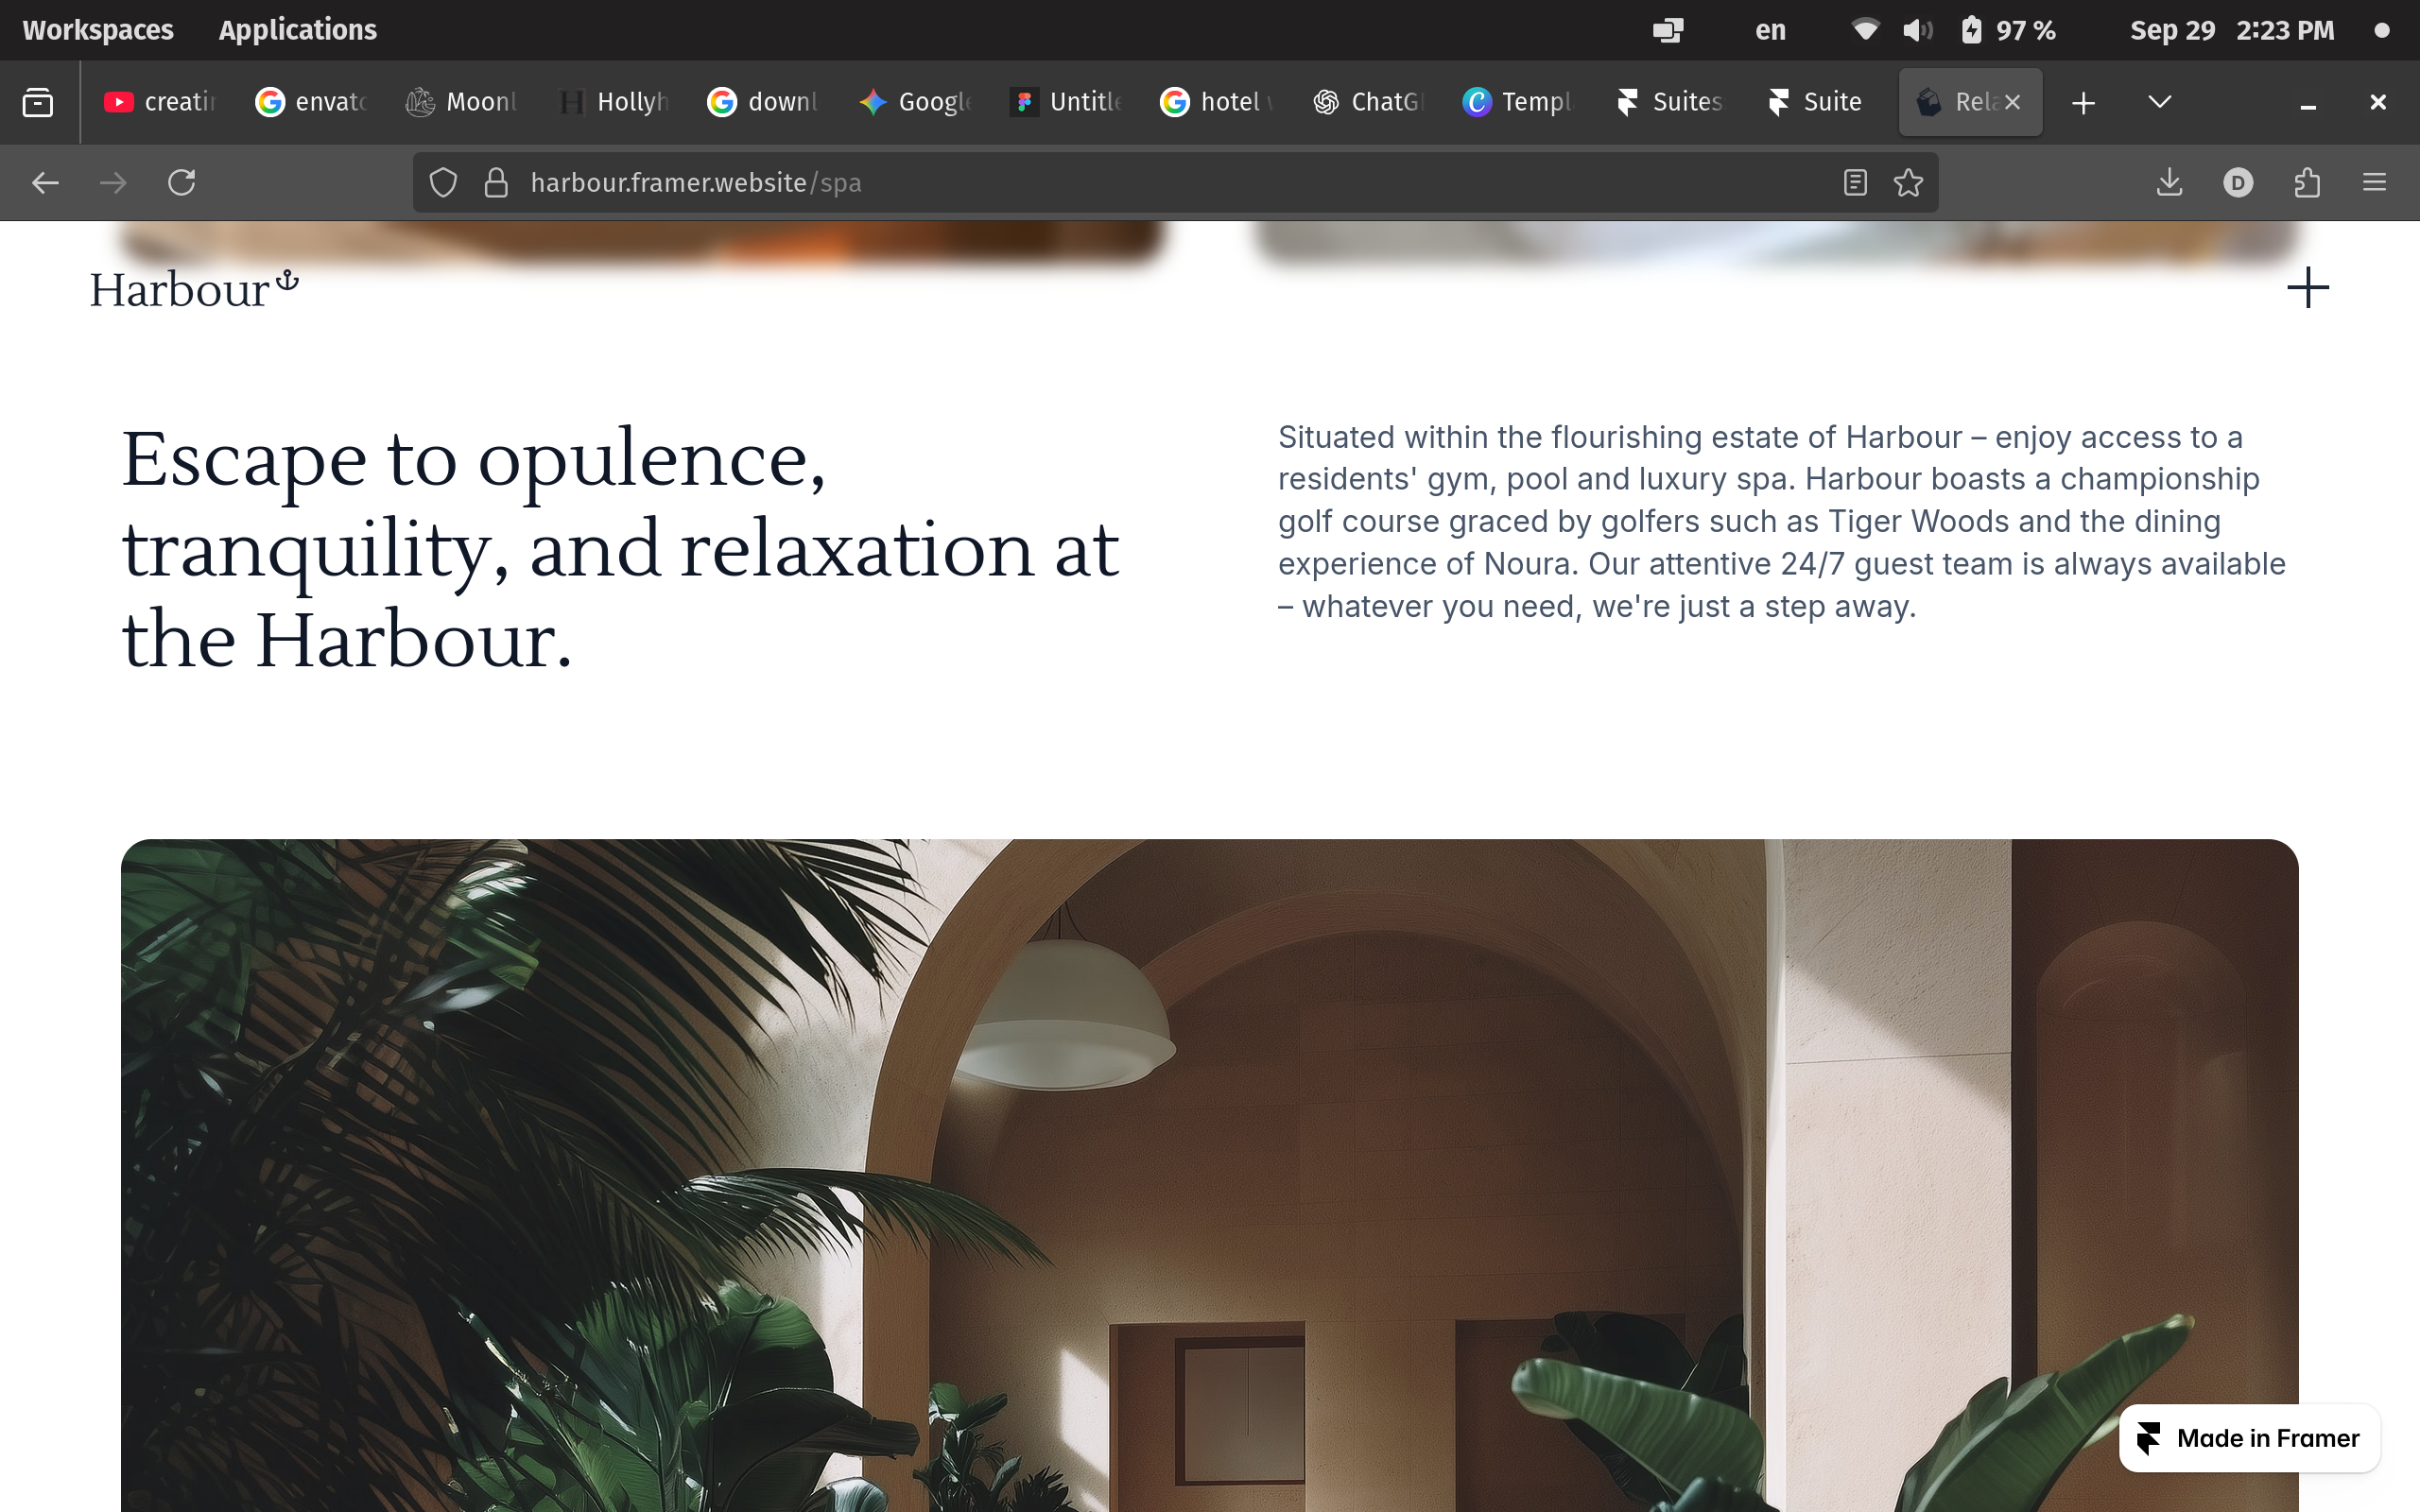 Workspaces Applications en 97 % Sep 29 2:23 PM
creatin envato Moonl Hollyh downl Google Untitle hotel ChatG Templ Suites Suite Rela
harbour.framer.website/spa D
Harbour
Escape to opulence,
tranquility, and relaxation at
the Harbour.
Situated within the flourishing estate of Harbour – enjoy access to a
residents' gym, pool and luxury spa. Harbour boasts a championship
golf course graced by golfers such as Tiger Woods and the dining
experience of Noura. Our attentive 24/7 guest team is always available
– whatever you need, we're just a step away.
Made in Framer